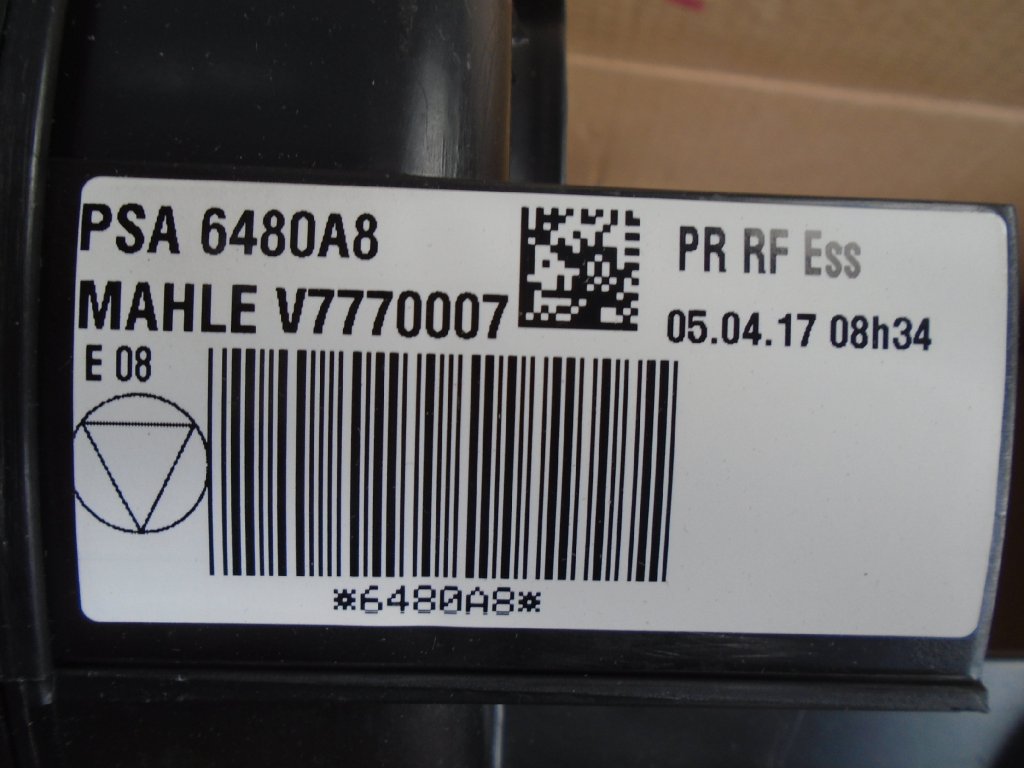 PSA 6480A8
MAHLE V7770007
E 08
PR RF Ess
05.04.17 08h34
*6480A8*